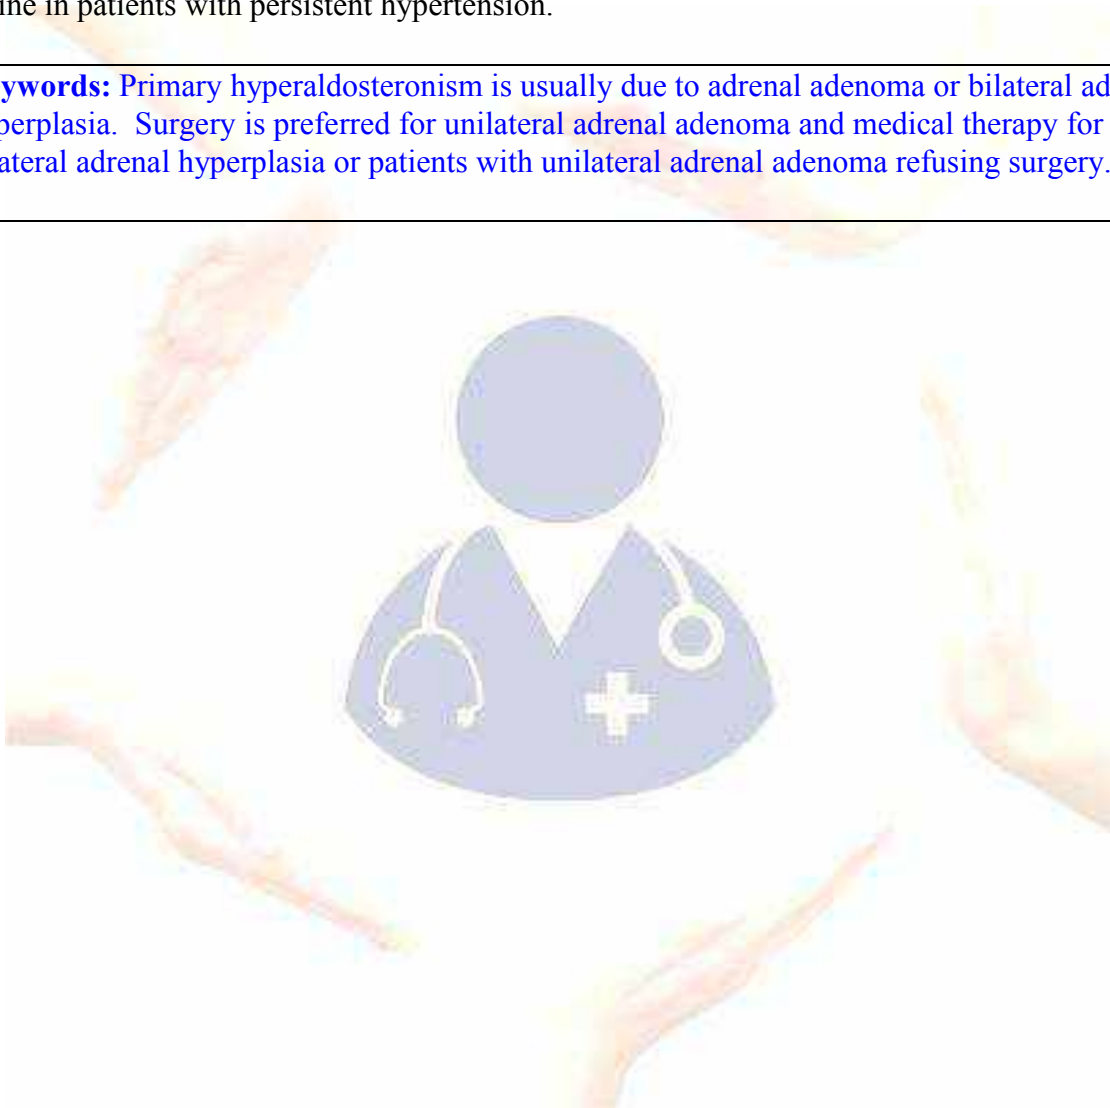 ine in patients with persistent hypertension.
ywords: Primary hyperaldosteronism is usually due to adrenal adenoma or bilateral ad
perplasia.  Surgery is preferred for unilateral adrenal adenoma and medical therapy for
ateral adrenal hyperplasia or patients with unilateral adrenal adenoma refusing surgery.